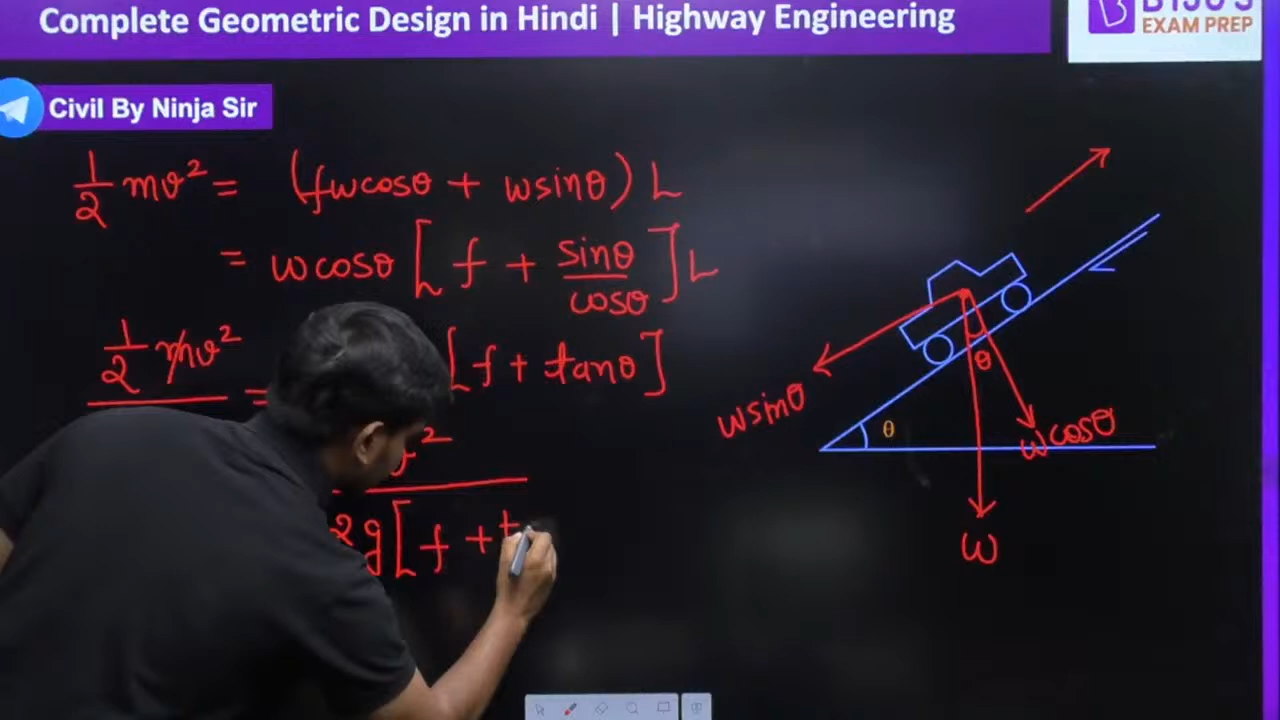 Complete Geometric Design in Hindi | Highway Engineering
EXAM PREP
Civil By Ninja Sir
1/2 mv² = (fwcosθ + wsinθ) L
= wcosθ [f + sinθ/cosθ] L
1/2 mv² = [f + tanθ]
2g[f + t
wsinθ
θ
θ
wcosθ
w